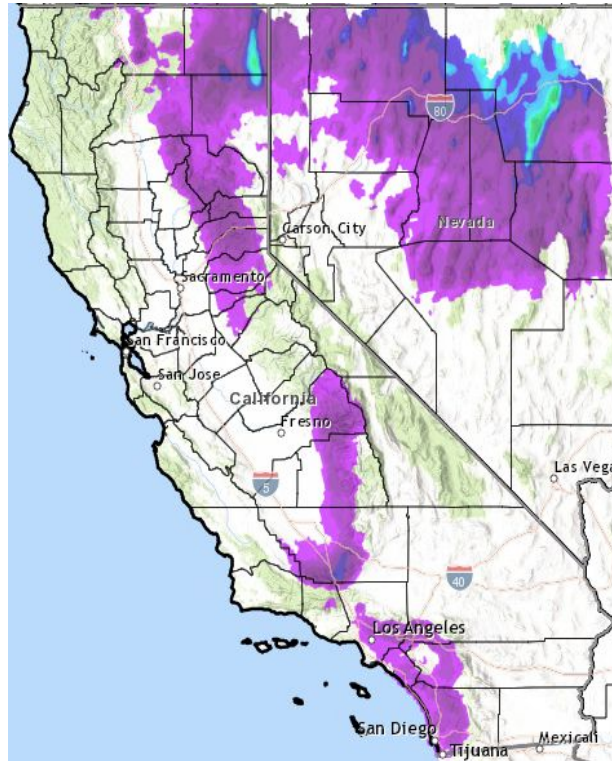 80
Nevada
Carson City
Sacramento
San Francisco
San Jose
California
Fresno
5
Las Vega
40
Los Angeles
San Diego
Mexicali
Tijuana